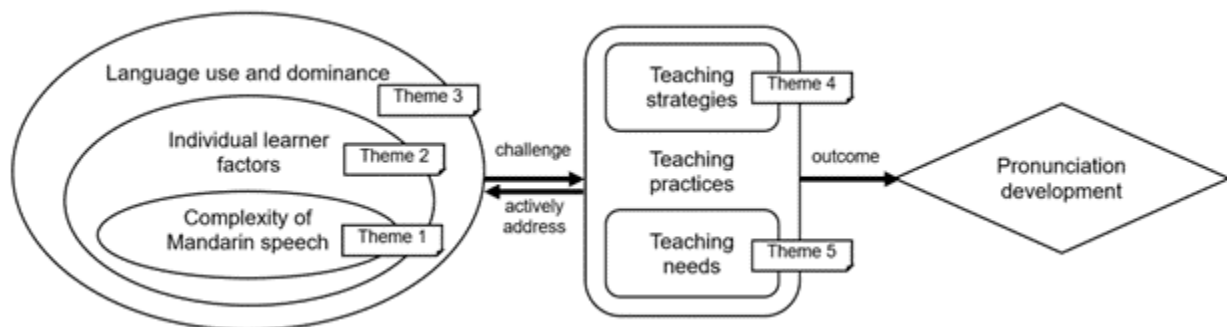 Language use and dominance
Theme 3
Individual learner
factors
Theme 2
Complexity of
Mandarin speech
Theme 1
challenge
actively
address
Teaching
strategies
Theme 4
Teaching
practices
Teaching
needs
Theme 5
outcome
Pronunciation
development